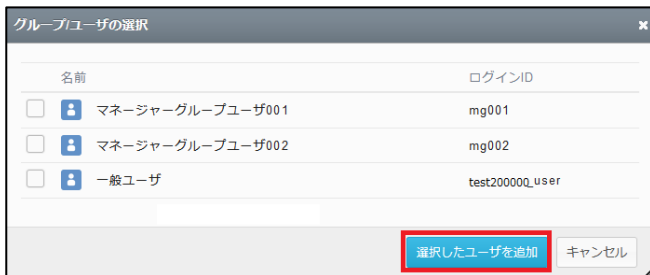 グループ/ユーザの選択 ×
名前 ログインID
マネージャーグループユーザ001 mg001
マネージャーグループユーザ002 mg002
一般ユーザ test200000_user
選択したユーザを追加 キャンセル